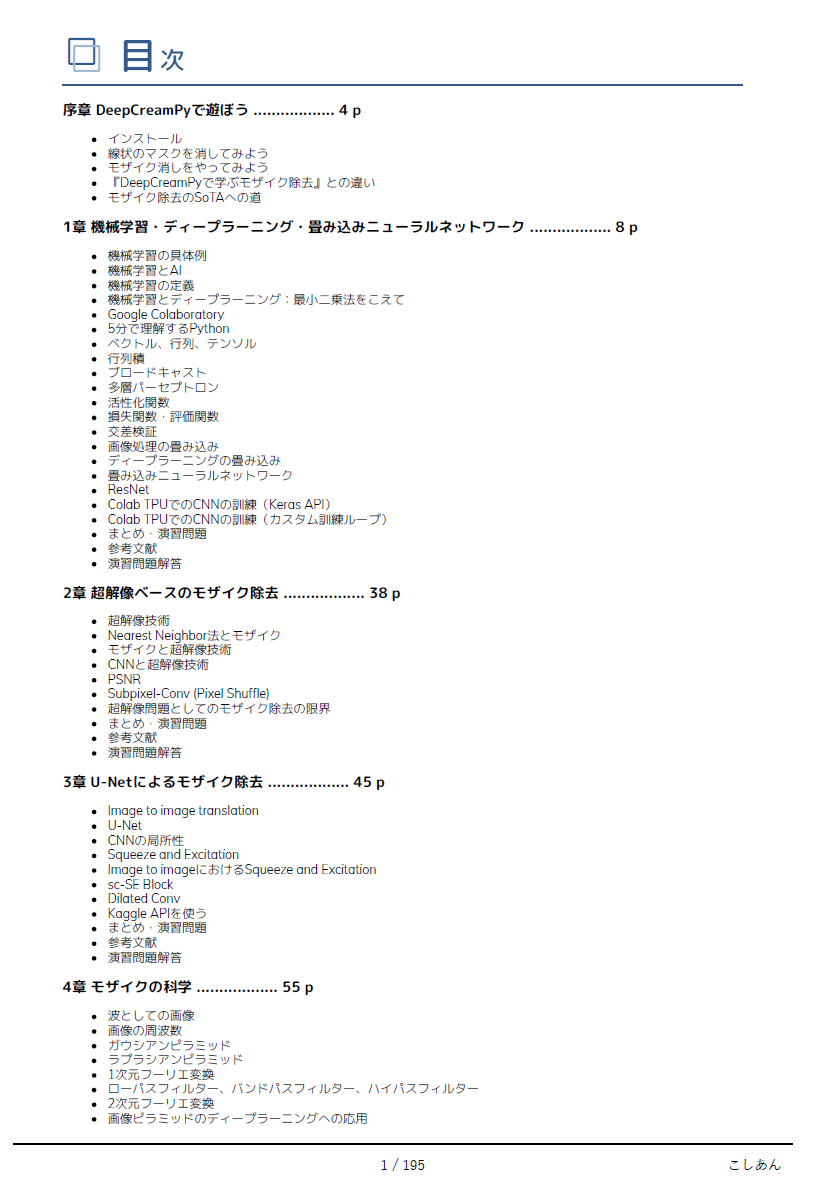 目次
序章 DeepCreamPyで遊ぼう .................. 4 p
• インストール
• 線状のマスクを消してみよう
• モザイク消しをやってみよう
• 『DeepCreamPyで学ぶモザイク除去』との違い
• モザイク除去のSoTAへの道
1章 機械学習・ディープラーニング・畳み込みニューラルネットワーク .................. 8 p
• 機械学習の具体例
• 機械学習とAI
• 機械学習の定義
• 機械学習とディープラーニング：最小二乗法をこえて
• Google Colaboratory
• 5分で理解するPython
• ベクトル、行列、テンソル
• 行列積
• ブロードキャスト
• 多層パーセプトロン
• 活性化関数
• 損失関数・評価関数
• 交差検証
• 画像処理の畳み込み
• ディープラーニングの畳み込み
• 畳み込みニューラルネットワーク
• ResNet
• Colab TPUでのCNNの訓練（Keras API）
• Colab TPUでのCNNの訓練（カスタム訓練ループ）
• まとめ・演習問題
• 参考文献
• 演習問題解答
2章 超解像ベースのモザイク除去 .................. 38 p
• 超解像技術
• Nearest Neighbor法とモザイク
• モザイクと超解像技術
• CNNと超解像技術
• PSNR
• Subpixel-Conv (Pixel Shuffle)
• 超解像問題としてのモザイク除去の限界
• まとめ・演習問題
• 参考文献
• 演習問題解答
3章 U-Netによるモザイク除去 .................. 45 p
• Image to image translation
• U-Net
• CNNの局所性
• Squeeze and Excitation
• Image to imageにおけるSqueeze and Excitation
• sc-SE Block
• Dilated Conv
• Kaggle APIを使う
• まとめ・演習問題
• 参考文献
• 演習問題解答
4章 モザイクの科学 .................. 55 p
• 波としての画像
• 画像の周波数
• ガウシアンピラミッド
• ラプラシアンピラミッド
• 1次元フーリエ変換
• ローパスフィルター、バンドパスフィルター、ハイパスフィルター
• 2次元フーリエ変換
• 画像ピラミッドのディープラーニングへの応用
1 / 195
こしあん